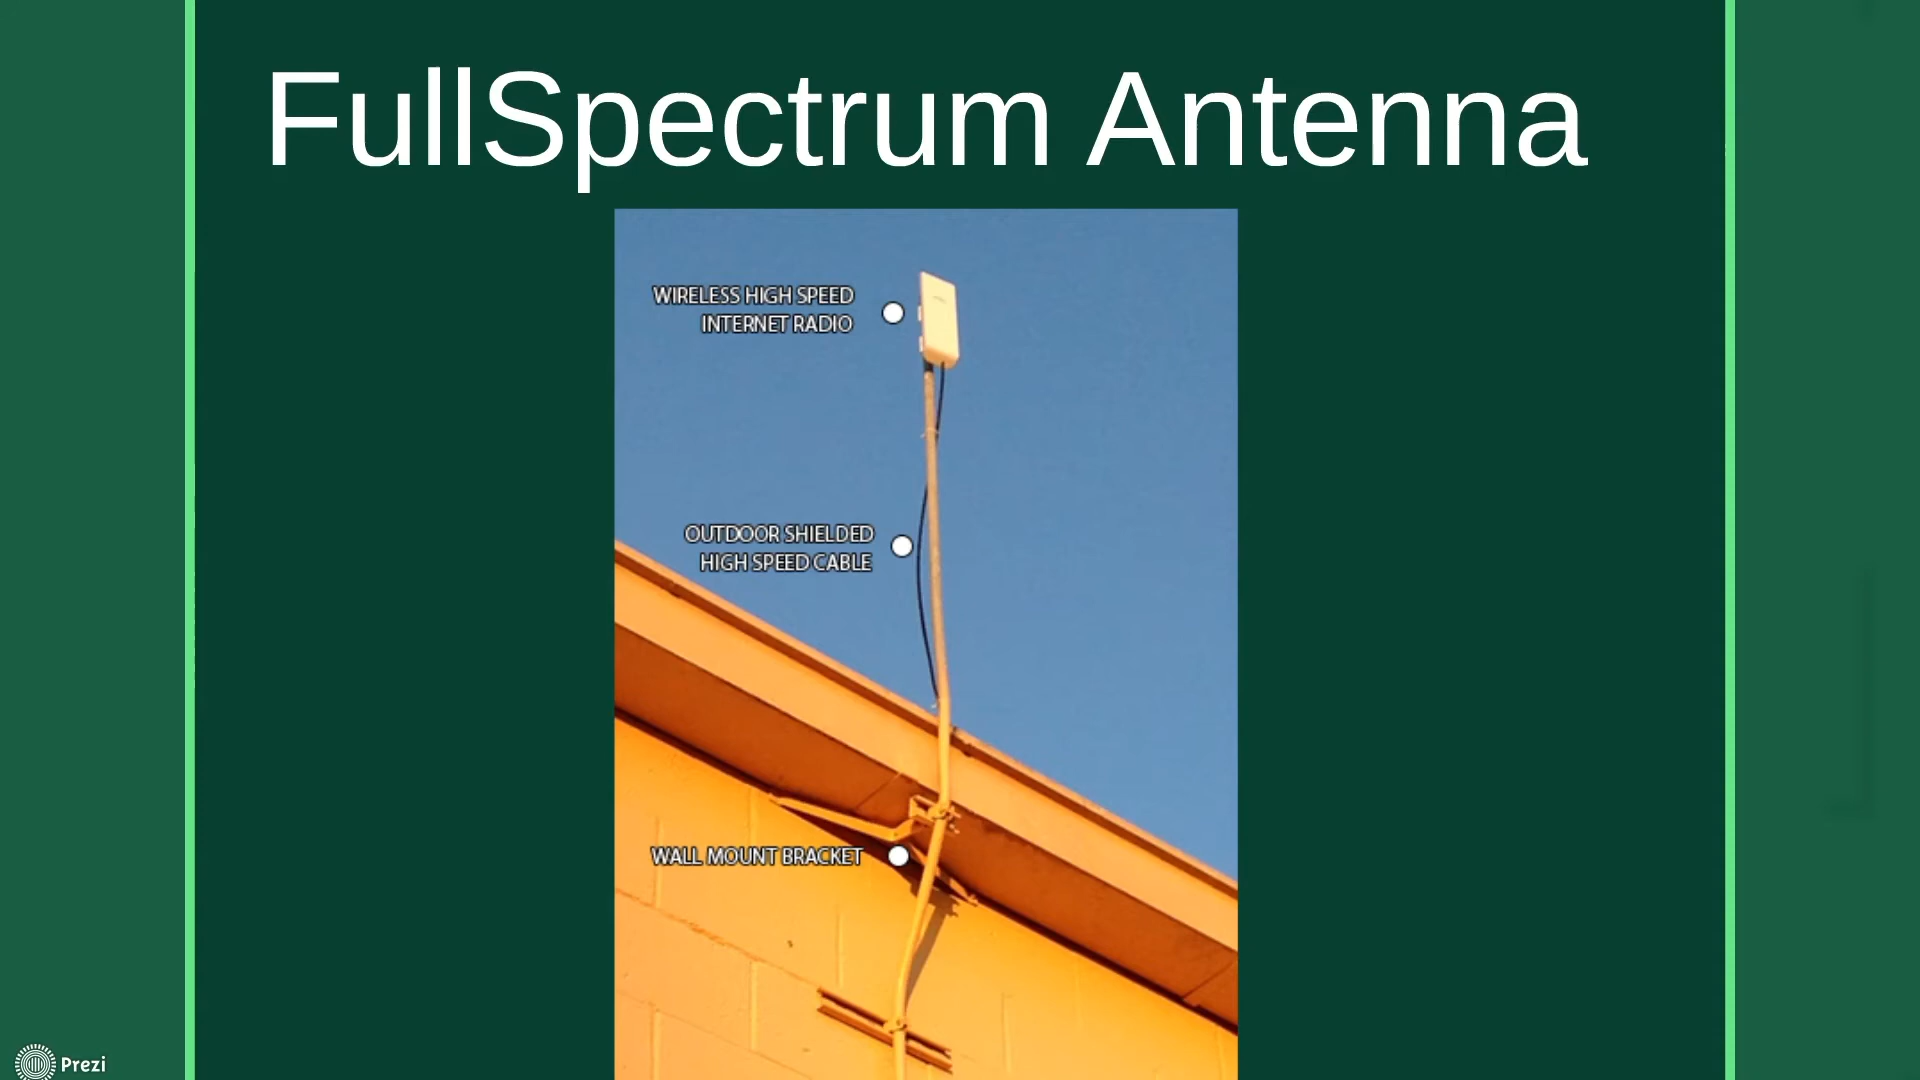 FullSpectrum Antenna
WIRELESS HIGH SPEED
INTERNET RADIO
OUTDOOR SHIELDED
HIGH SPEED CABLE
WALL MOUNT BRACKET
Prezi